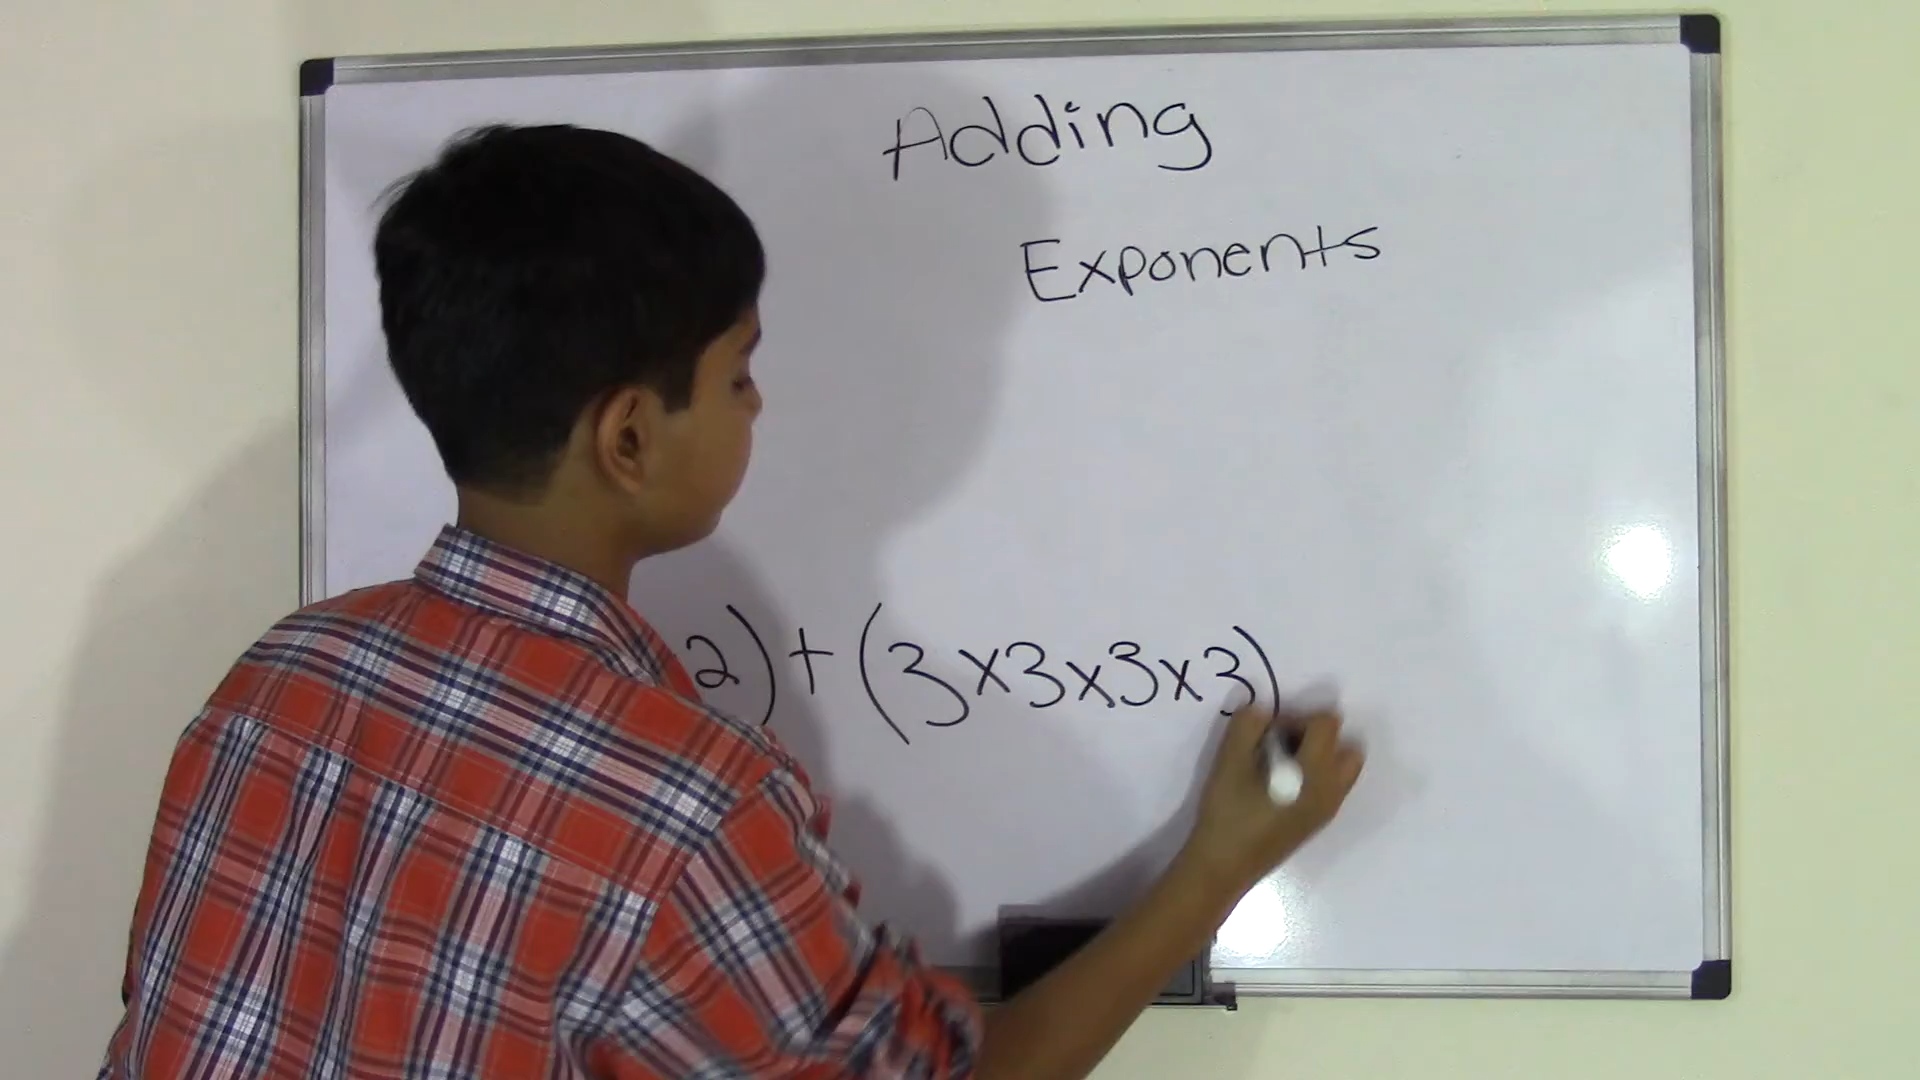 Adding
Exponents
2) + (3x3x3x3)